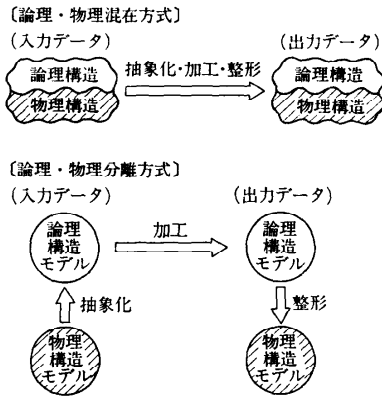 〔論理・物理混在方式〕
(入力データ)
(出力データ)
論理構造
物理構造
抽象化・加工・整形
論理構造
物理構造
〔論理・物理分離方式〕
(入力データ)
(出力データ)
論理
構造
モデル
加工
論理
構造
モデル
抽象化
整形
物理
構造
モデル
物理
構造
モデル